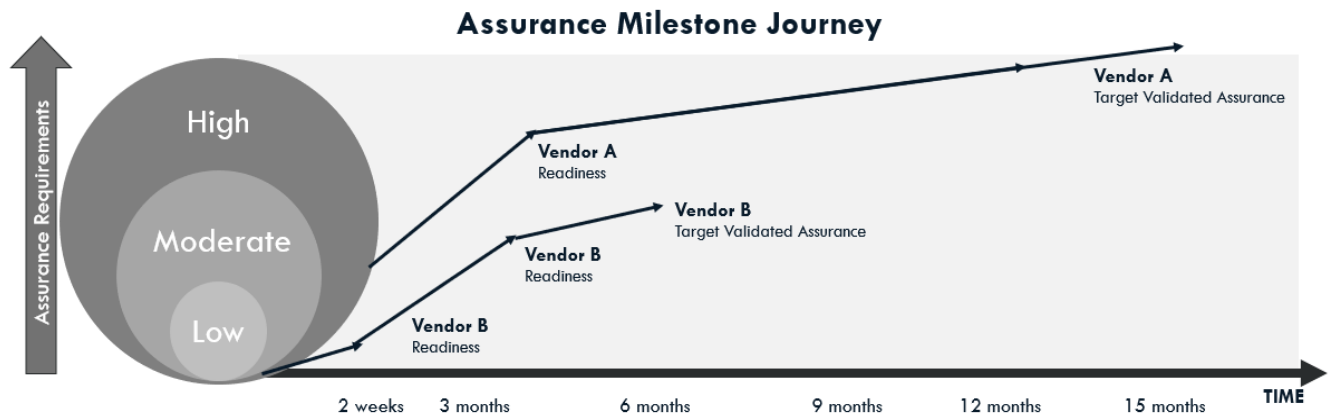 Assurance Milestone Journey
Assurance Requirements
High
Moderate
Low
Vendor A
Target Validated Assurance
Vendor A
Readiness
Vendor B
Target Validated Assurance
Vendor B
Readiness
Vendor B
Readiness
TIME
2 weeks
3 months
6 months
9 months
12 months
15 months